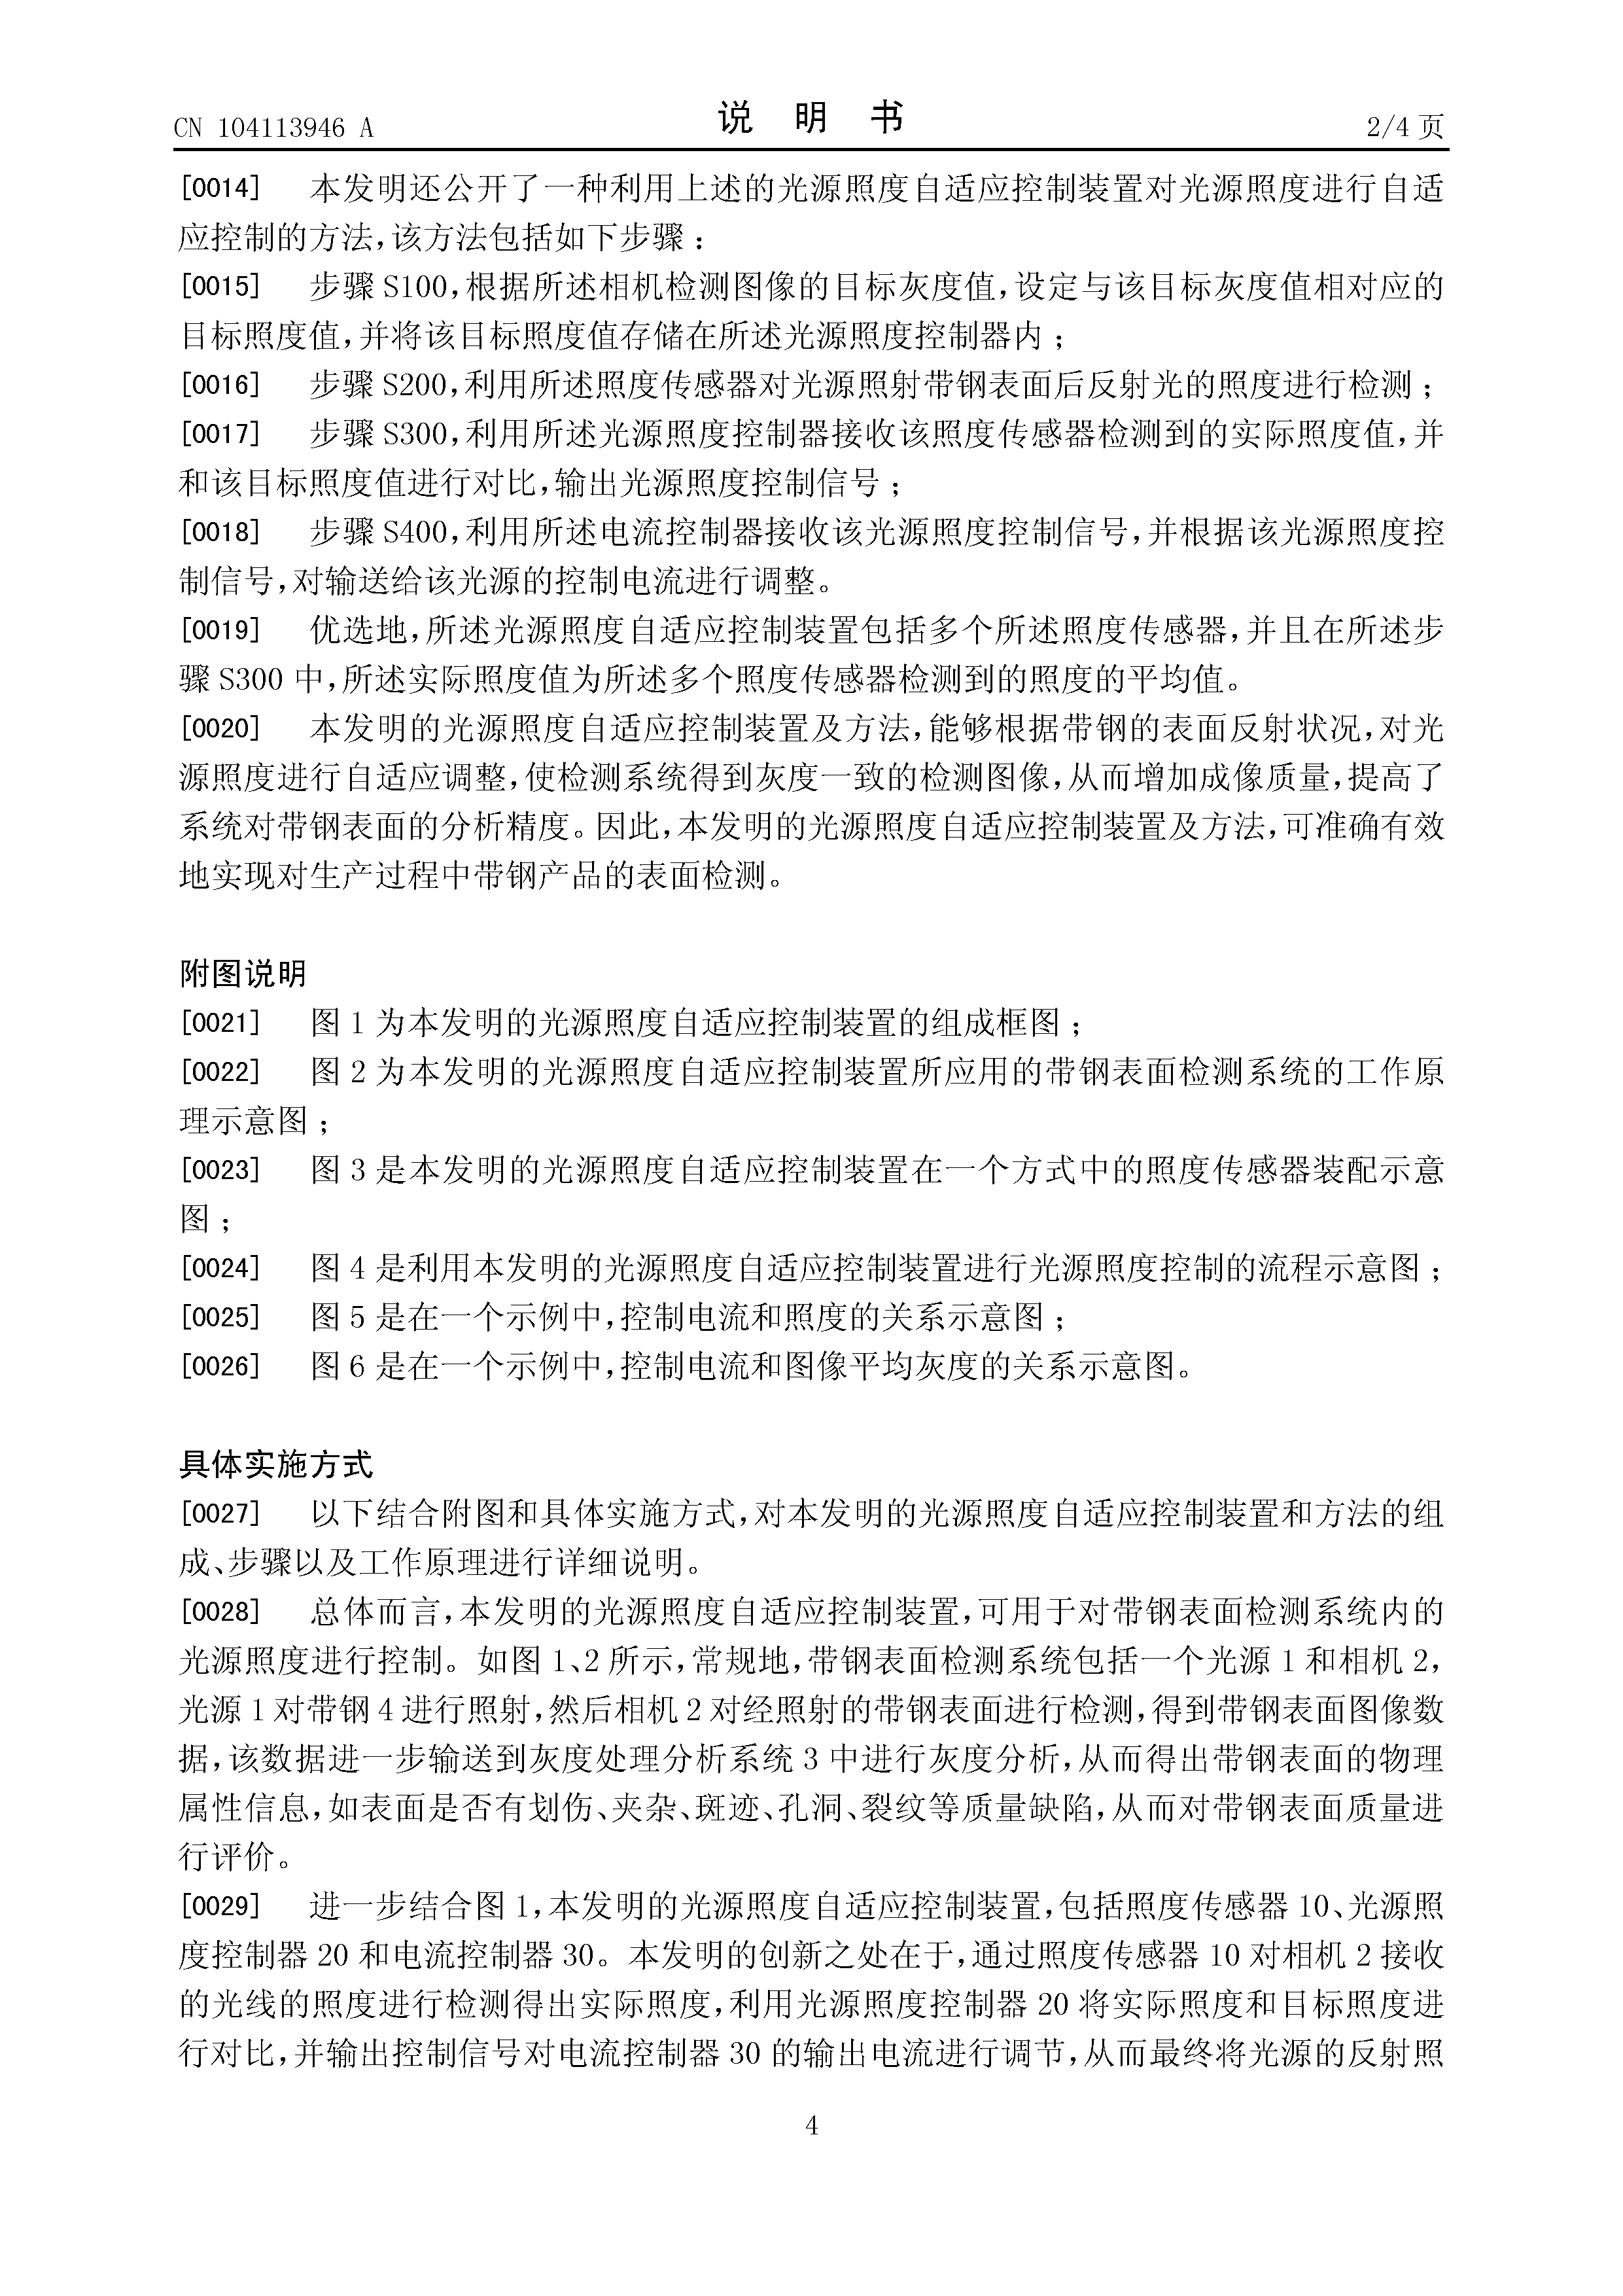 CN 104113946 A
说 明 书
2/4 页
[0014] 本发明还公开了一种利用上述的光源照度自适应控制装置对光源照度进行自适
应控制的方法,该方法包括如下步骤:
[0015] 步骤 S100,根据所述相机检测图像的目标灰度值,设定与该目标灰度值相对应的
目标照度值,并将该目标照度值存储在所述光源照度控制器内;
[0016] 步骤 S200,利用所述照度传感器对光源照射带钢表面后反射光的照度进行检测;
[0017] 步骤 S300,利用所述光源照度控制器接收该照度传感器检测到的实际照度值,并
和该目标照度值进行对比,输出光源照度控制信号;
[0018] 步骤 S400,利用所述电流控制器接收该光源照度控制信号,并根据该光源照度控
制信号,对输送给该光源的控制电流进行调整。
[0019] 优选地,所述光源照度自适应控制装置包括多个所述照度传感器,并且在所述步
骤 S300 中,所述实际照度值为所述多个照度传感器检测到的照度的平均值。
[0020] 本发明的光源照度自适应控制装置及方法,能够根据带钢的表面反射状况,对光
源照度进行自适应调整,使检测系统得到灰度一致的检测图像,从而增加成像质量,提高了
系统对带钢表面的分析精度。因此,本发明的光源照度自适应控制装置及方法,可准确有效
地实现对生产过程中带钢产品的表面检测。
附图说明
[0021] 图 1 为本发明的光源照度自适应控制装置的组成框图;
[0022] 图 2 为本发明的光源照度自适应控制装置所应用的带钢表面检测系统的工作原
理示意图;
[0023] 图 3 是本发明的光源照度自适应控制装置在一个方式中的照度传感器装配示意
图;
[0024] 图 4 是利用本发明的光源照度自适应控制装置进行光源照度控制的流程示意图;
[0025] 图 5 是在一个示例中,控制电流和照度的关系示意图;
[0026] 图 6 是在一个示例中,控制电流和图像平均灰度的关系示意图。
具体实施方式
[0027] 以下结合附图和具体实施方式,对本发明的光源照度自适应控制装置和方法的组
成、步骤以及工作原理进行详细说明。
[0028] 总体而言,本发明的光源照度自适应控制装置,可用于对带钢表面检测系统内的
光源照度进行控制。如图 1、2 所示,常规地,带钢表面检测系统包括一个光源 1 和相机 2,
光源 1 对带钢 4 进行照射,然后相机 2 对经照射的带钢表面进行检测,得到带钢表面图像数
据,该数据进一步输送到灰度处理分析系统 3 中进行灰度分析,从而得出带钢表面的物理
属性信息,如表面是否有划伤、夹杂、斑迹、孔洞、裂纹等质量缺陷,从而对带钢表面质量进
行评价。
[0029] 进一步结合图 1,本发明的光源照度自适应控制装置,包括照度传感器 10、光源照
度控制器 20 和电流控制器 30。本发明的创新之处在于,通过照度传感器 10 对相机 2 接收
的光线的照度进行检测得出实际照度,利用光源照度控制器 20 将实际照度和目标照度进
行对比,并输出控制信号对电流控制器 30 的输出电流进行调节,从而最终将光源的反射照
4